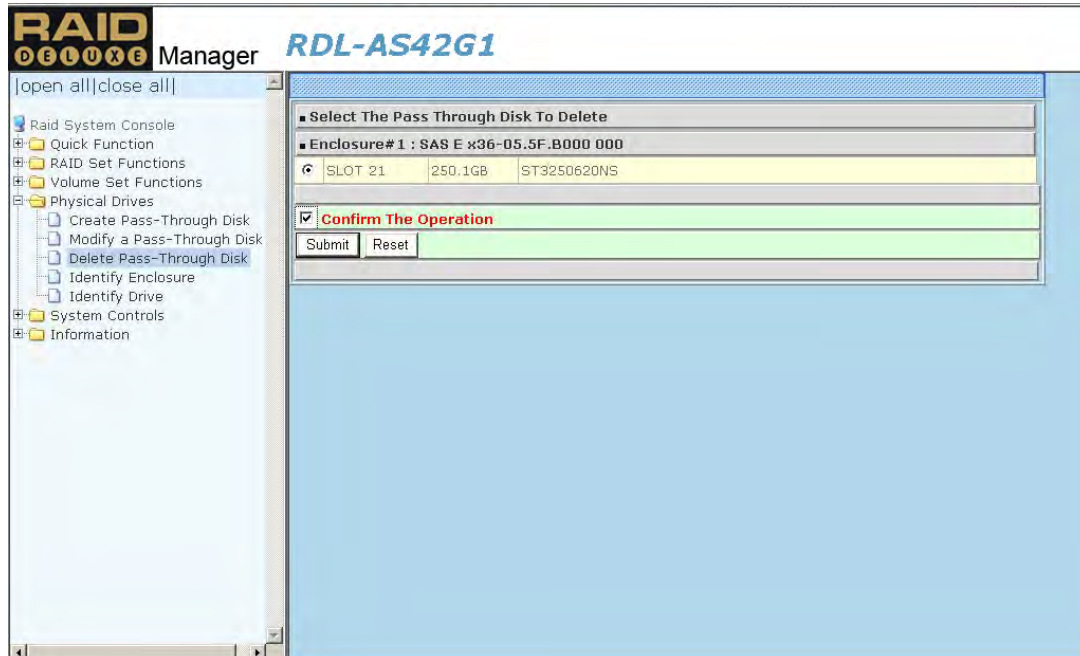 RAID
DELUXE Manager
RDL-AS42G1
|open all|close all|
Raid System Console
Quick Function
RAID Set Functions
Volume Set Functions
Physical Drives
Create Pass-Through Disk
Modify a Pass-Through Disk
Delete Pass-Through Disk
Identify Enclosure
Identify Drive
System Controls
Information
Select The Pass Through Disk To Delete
Enclosure#1 : SAS E x36-05.5F.B000 000
SLOT 21 250.1GB ST3250620NS
Confirm The Operation
Submit Reset